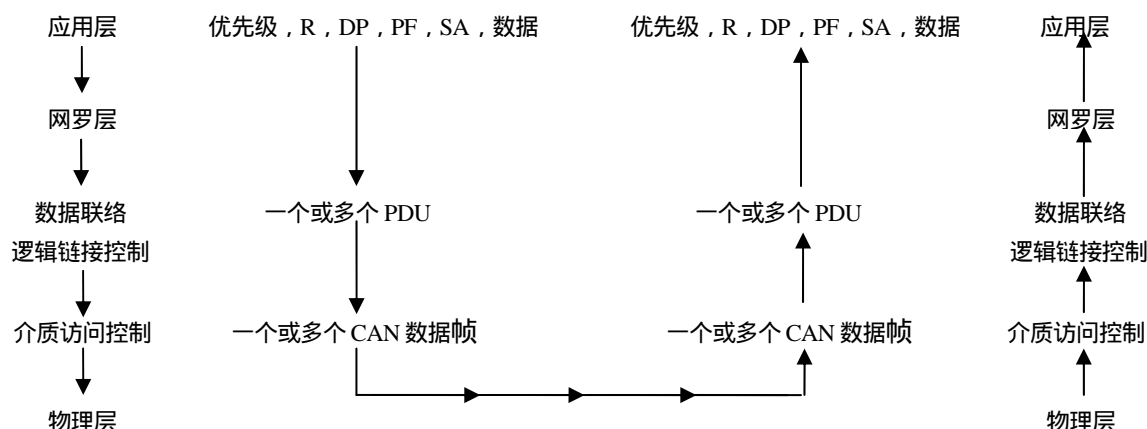 应用层 优先级，R，DP，PF，SA，数据 优先级，R，DP，PF，SA，数据 应用层
网罗层 网罗层
数据联络 一个或多个 PDU 一个或多个 PDU 数据联络
逻辑链接控制 逻辑链接控制
介质访问控制 一个或多个 CAN 数据帧 一个或多个 CAN 数据帧 介质访问控制
物理层 物理层